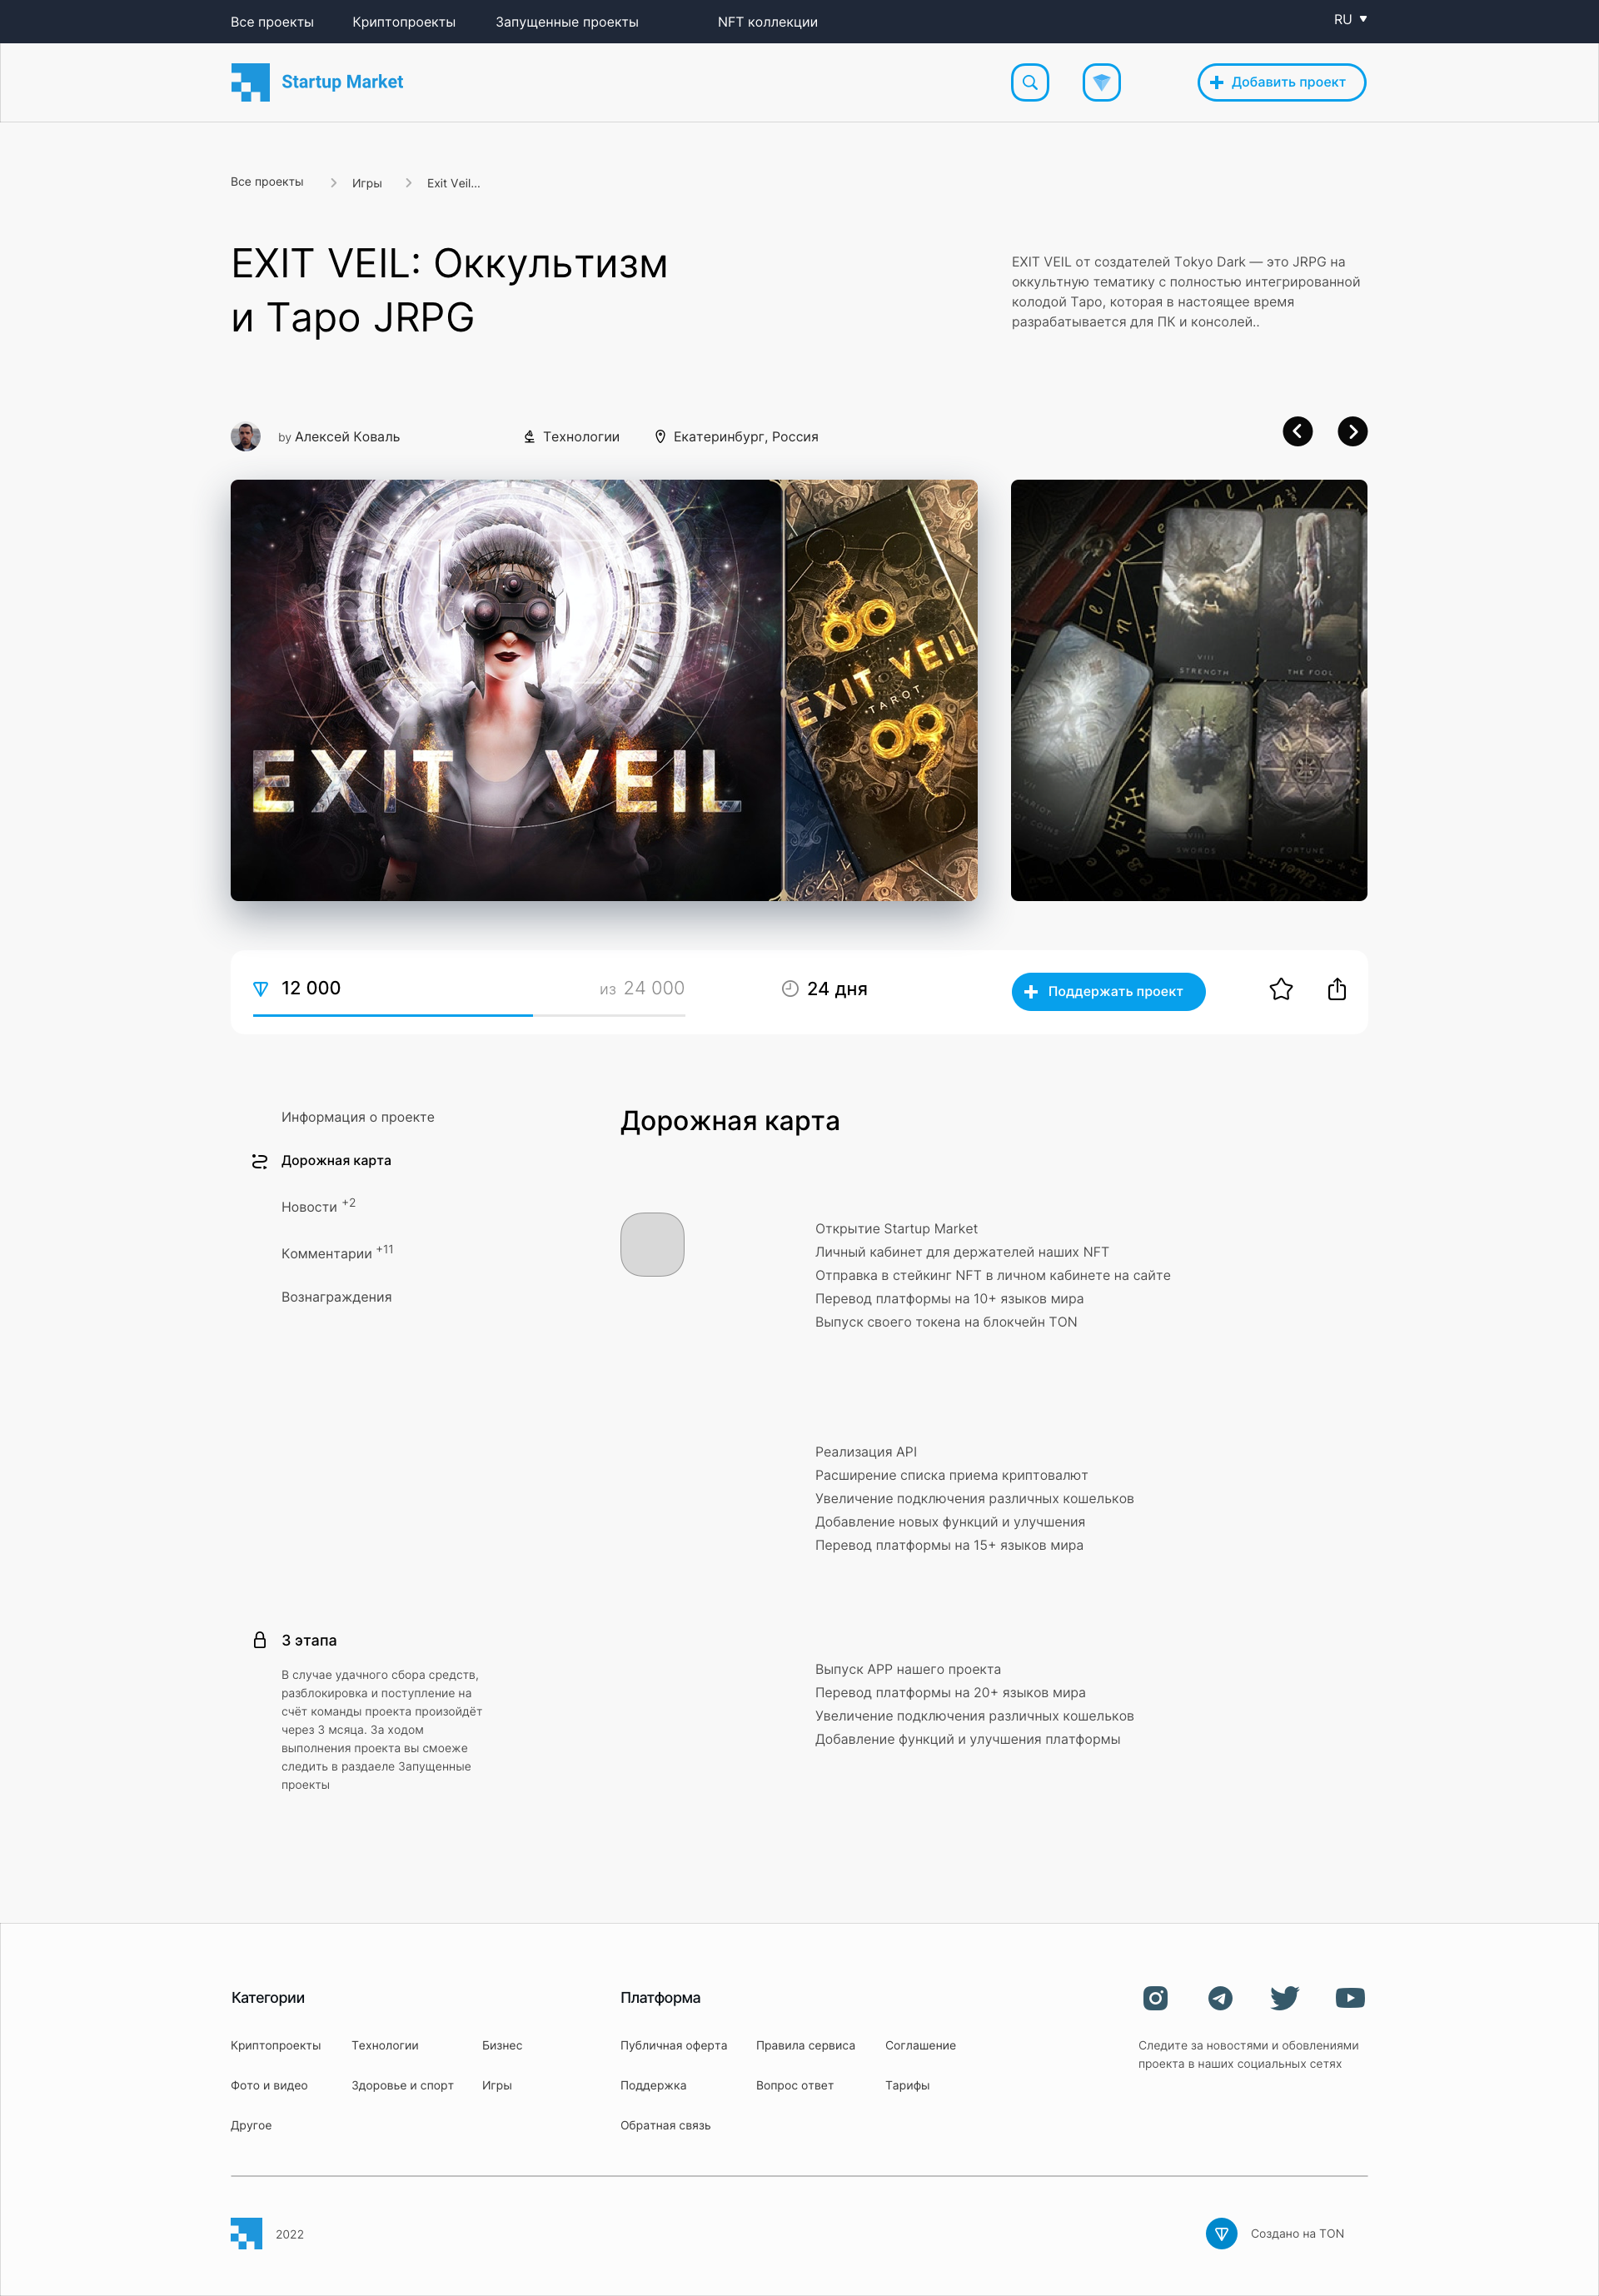 Все проекты
Криптопроекты
Запущенные проекты
NFT коллекции
RU
Startup Market
Добавить проект
Все проекты
Игры
Exit Veil...
EXIT VEIL: Оккультизм
и Таро JRPG
EXIT VEIL от создателей Tokyo Dark — это JRPG на
оккультную тематику с полностью интегрированной
колодой Таро, которая в настоящее время
разрабатывается для ПК и консолей..
by Алексей Коваль
Технологии
Екатеринбург, Россия
EXIT VEIL
EXIT VEIL
TAROT
VIII
STRENGTH
0
THE FOOL
VII
CHARIOT
OF COINS
VIII
SWORDS
X
FORTUNE
12 000
из 24 000
24 дня
Поддержать проект
Информация о проекте
Дорожная карта
Новости +2
Комментарии +11
Вознаграждения
Дорожная карта
Открытие Startup Market
Личный кабинет для держателей наших NFT
Отправка в стейкинг NFT в личном кабинете на сайте
Перевод платформы на 10+ языков мира
Выпуск своего токена на блокчейн TON
Реализация API
Расширение списка приема криптовалют
Увеличение подключения различных кошельков
Добавление новых функций и улучшения
Перевод платформы на 15+ языков мира
3 этапа
В случае удачного сбора средств,
разблокировка и поступление на
счёт команды проекта произойдёт
через 3 мсяца. За ходом
выполнения проекта вы смоеже
следить в раздаеле Запущенные
проекты
Выпуск APP нашего проекта
Перевод платформы на 20+ языков мира
Увеличение подключения различных кошельков
Добавление функций и улучшения платформы
Категории
Криптопроекты
Технологии
Бизнес
Фото и видео
Здоровье и спорт
Игры
Другое
Платформа
Публичная оферта
Правила сервиса
Соглашение
Поддержка
Вопрос ответ
Тарифы
Обратная связь
Следите за новостями и обовлениями
проекта в наших социальных сетях
2022
Создано на TON